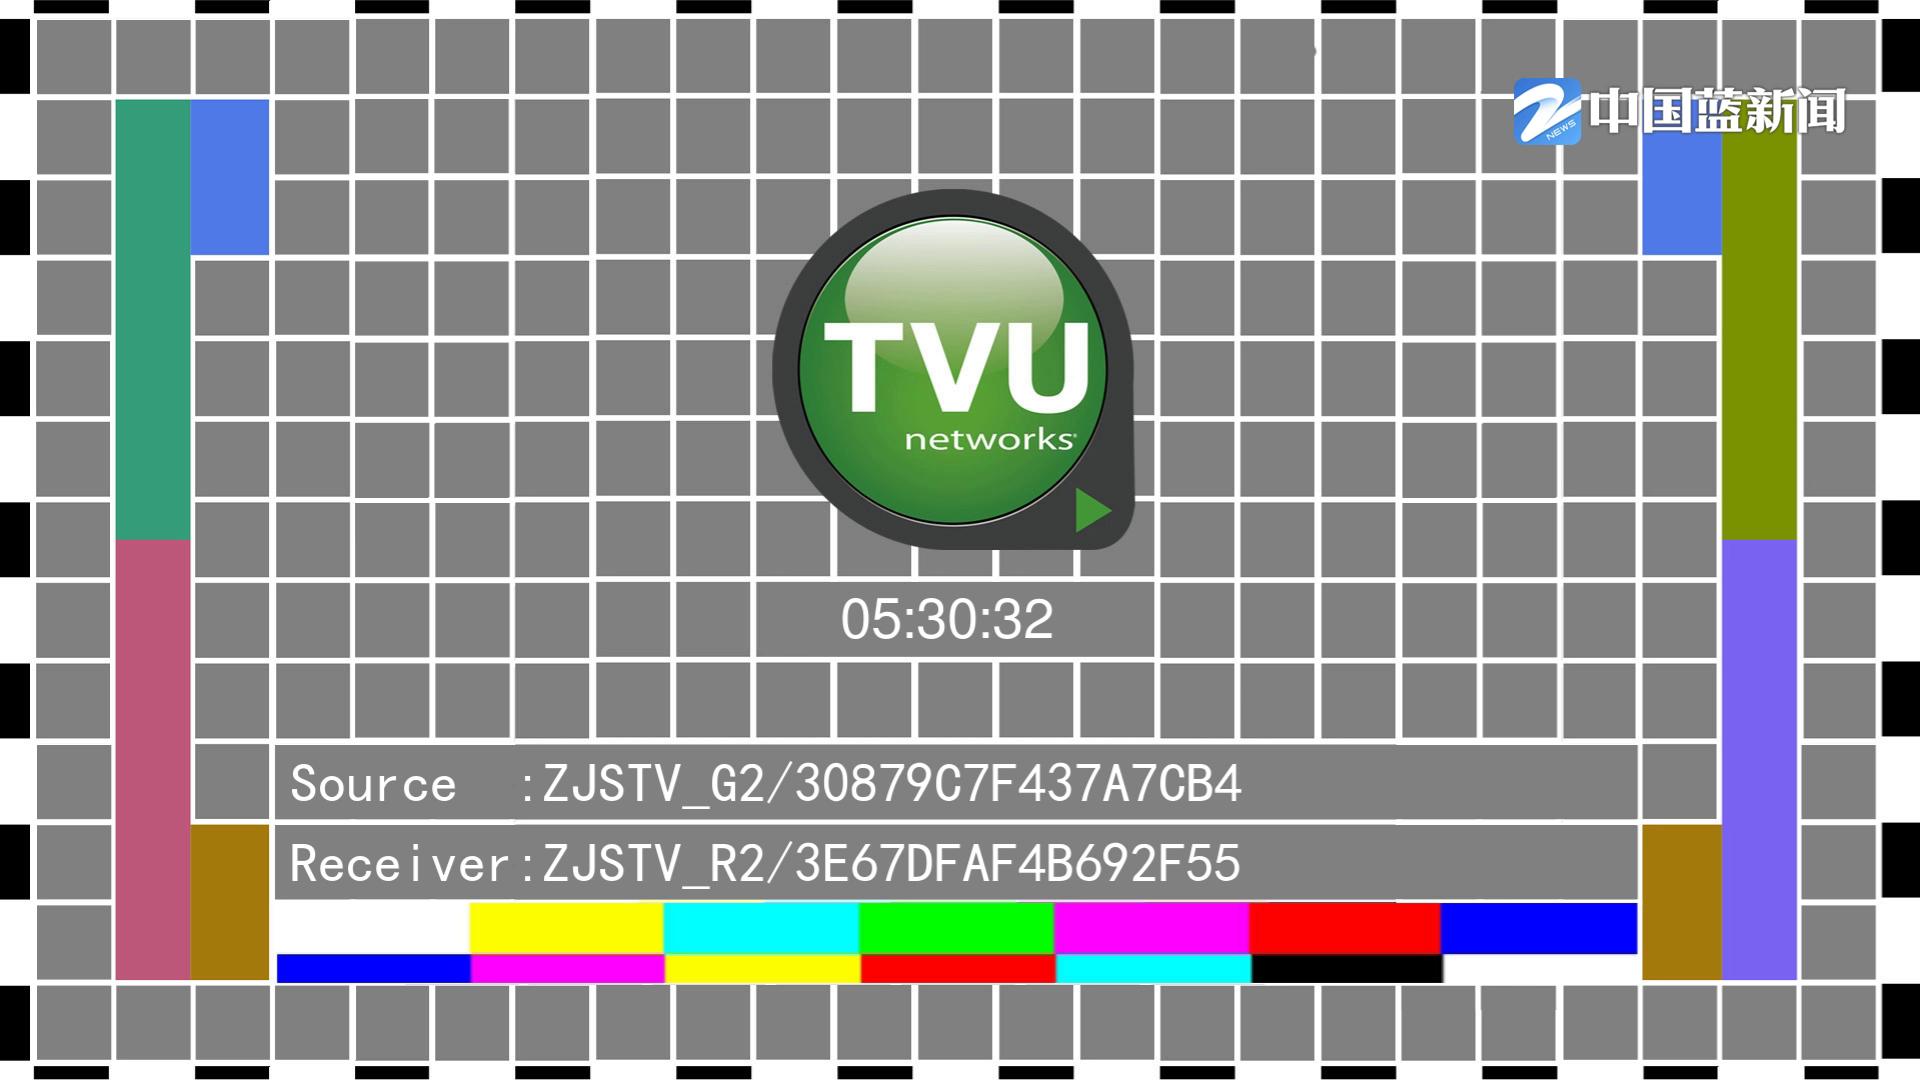 NEWS
中国蓝新闻
TVU
networks
05:30:32
Source :ZJSTV_G2/30879C7F437A7CB4
Receiver:ZJSTV_R2/3E67DFAF4B692F55